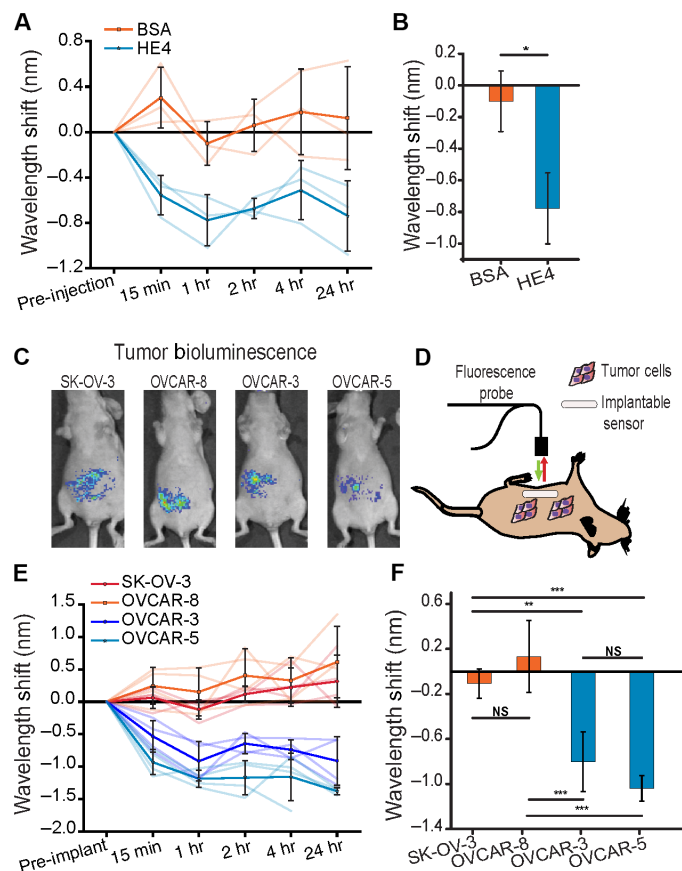 A
BSA
HE4
Wavelength shift (nm)
0.8
0.4
0.0
−0.4
−0.8
−1.2
Pre-injection
15 min
1 hr
2 hr
4 hr
24 hr
B
*
Wavelength shift (nm)
0.0
−0.2
−0.4
−0.6
−0.8
−1.0
BSA
HE4
C
Tumor bioluminescence
SK-OV-3
OVCAR-8
OVCAR-3
OVCAR-5
D
Fluorescence
probe
Tumor cells
Implantable
sensor
E
SK-OV-3
OVCAR-8
OVCAR-3
OVCAR-5
Wavelength shift (nm)
1.5
1.0
0.5
0.0
−0.5
−1.0
−1.5
−2.0
Pre-implant
15 min
1 hr
2 hr
4 hr
24 hr
F
Wavelength shift (nm)
0.6
0.2
−0.2
−0.6
−1.0
−1.4
***
**
NS
NS
***
***
SK-OV-3
OVCAR-8
OVCAR-3
OVCAR-5